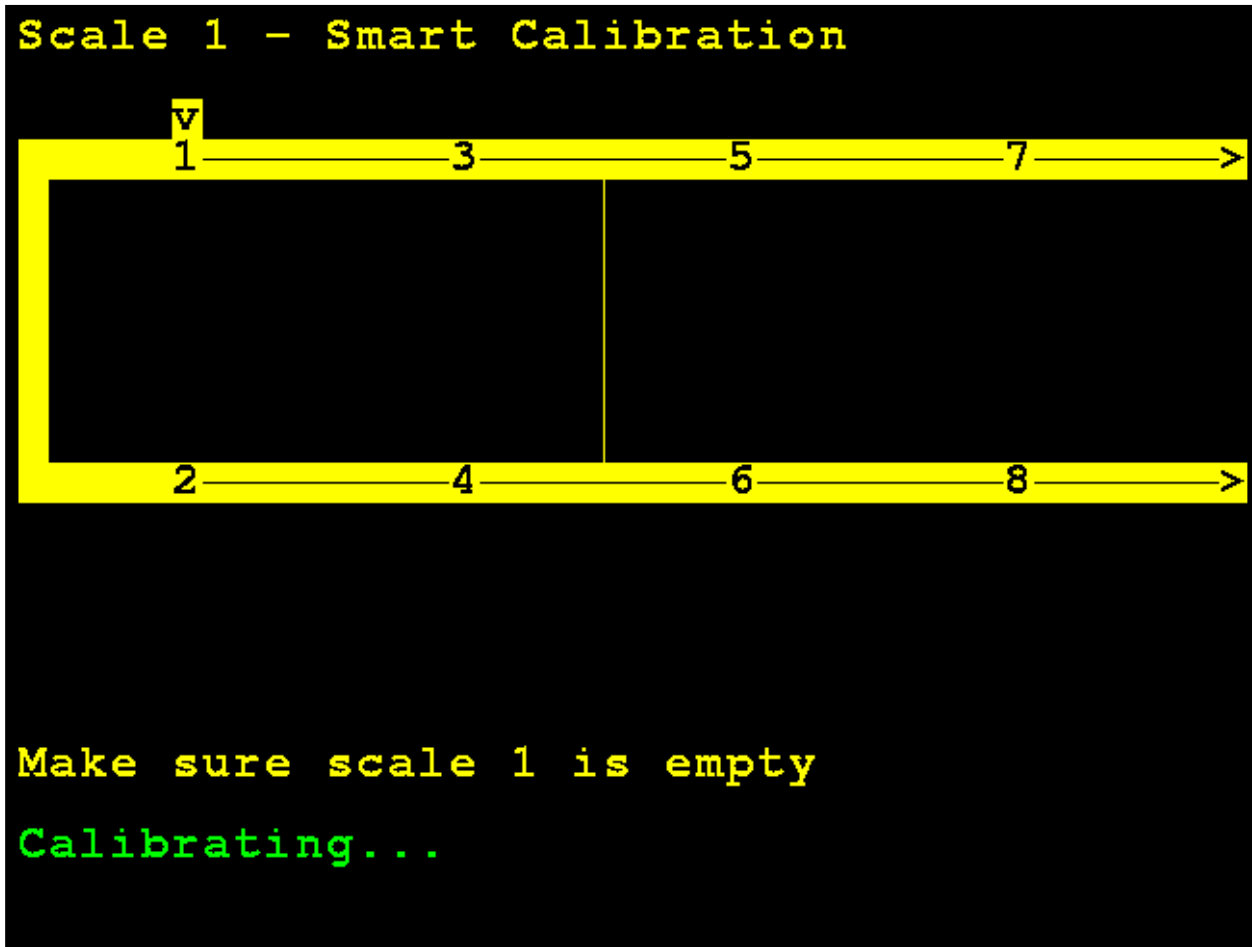 Scale 1 - Smart Calibration
v
1 3 5 7 >
2 4 6 8 >
Make sure scale 1 is empty
Calibrating...